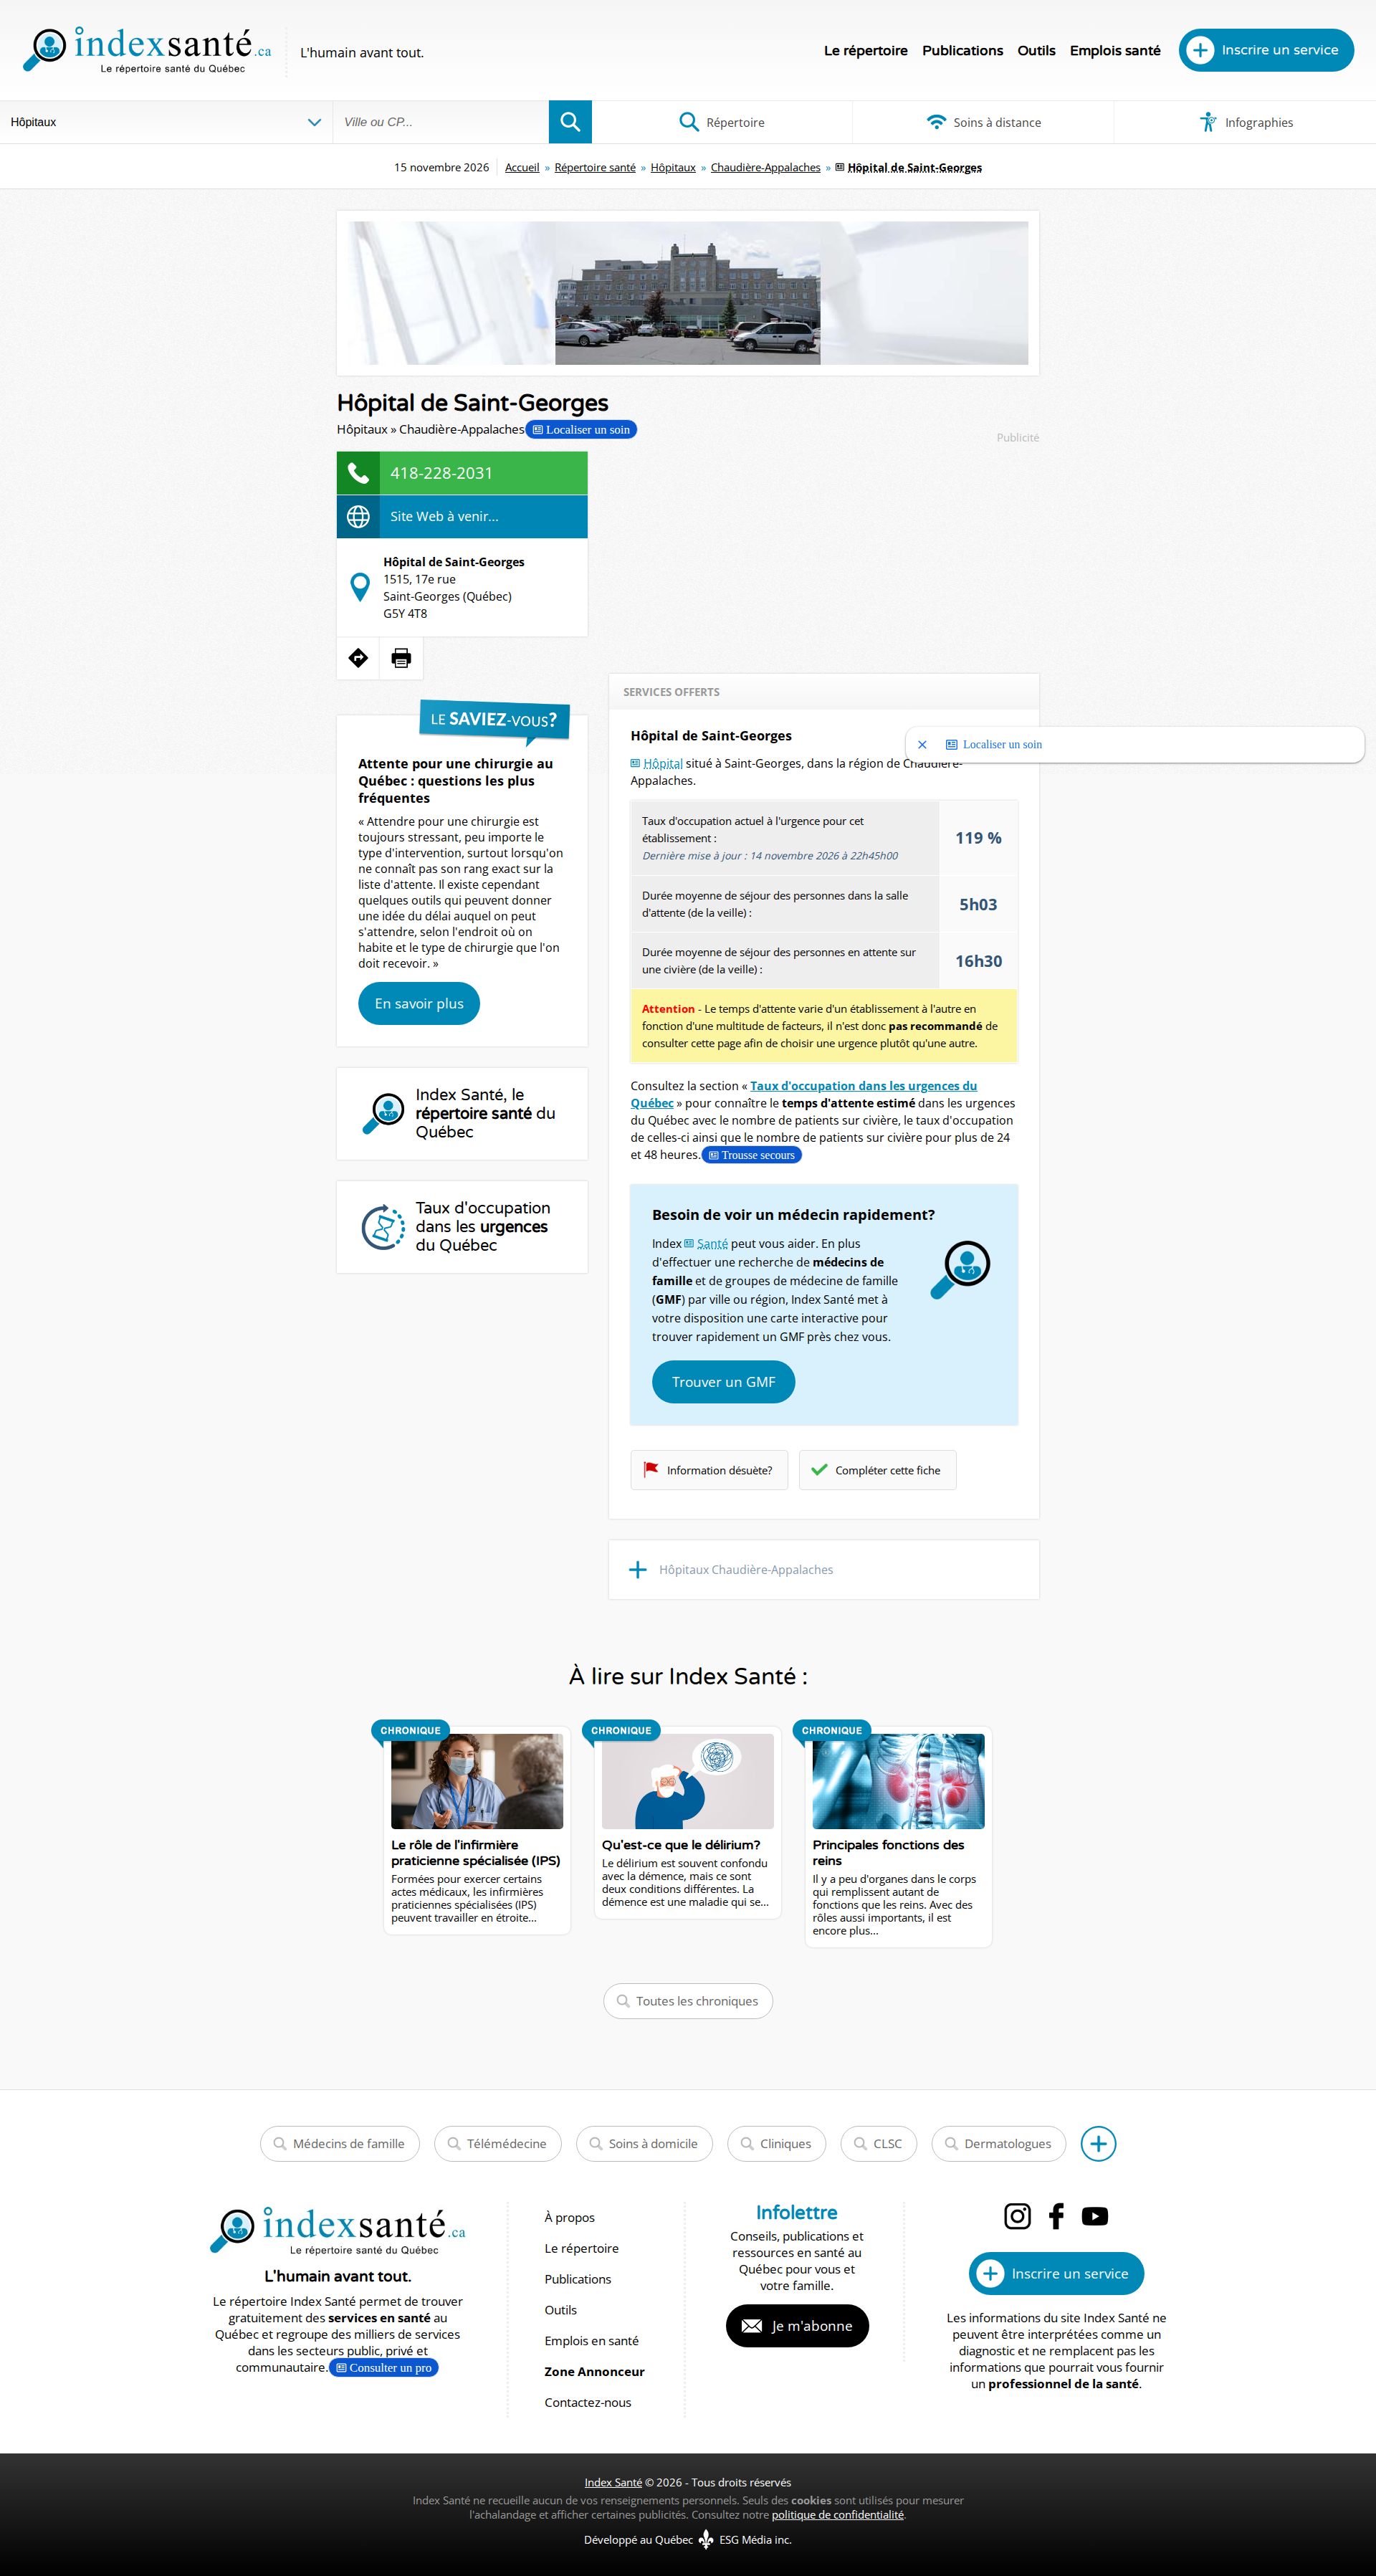 indexsanté.ca
Le répertoire santé du Québec
L'humain avant tout.
Le répertoire
Publications
Outils
Emplois santé
Inscrire un service
Hôpitaux
Ville ou CP...
Répertoire
Soins à distance
Infographies
15 novembre 2026
Accueil » Répertoire santé » Hôpitaux » Chaudière-Appalaches » Hôpital de Saint-Georges
Hôpital de Saint-Georges
Hôpitaux » Chaudière-Appalaches Localiser un soin
Publicité
418-228-2031
Site Web à venir...
Hôpital de Saint-Georges
1515, 17e rue
Saint-Georges (Québec)
G5Y 4T8
LE SAVIEZ-VOUS?
Attente pour une chirurgie au
Québec : questions les plus
fréquentes
« Attendre pour une chirurgie est
toujours stressant, peu importe le
type d'intervention, surtout lorsqu'on
ne connaît pas son rang exact sur la
liste d'attente. Il existe cependant
quelques outils qui peuvent donner
une idée du délai auquel on peut
s'attendre, selon l'endroit où on
habite et le type de chirurgie que l'on
doit recevoir. »
En savoir plus
Index Santé, le
répertoire santé du
Québec
Taux d'occupation
dans les urgences
du Québec
SERVICES OFFERTS
Hôpital de Saint-Georges
Localiser un soin
Hôpital situé à Saint-Georges, dans la région de Chaudière-
Appalaches.
Taux d'occupation actuel à l'urgence pour cet
établissement :
Dernière mise à jour : 14 novembre 2026 à 22h45h00
119 %
Durée moyenne de séjour des personnes dans la salle
d'attente (de la veille) :
5h03
Durée moyenne de séjour des personnes en attente sur
une civière (de la veille) :
16h30
Attention - Le temps d'attente varie d'un établissement à l'autre en
fonction d'une multitude de facteurs, il n'est donc pas recommandé de
consulter cette page afin de choisir une urgence plutôt qu'une autre.
Consultez la section « Taux d'occupation dans les urgences du
Québec » pour connaître le temps d'attente estimé dans les urgences
du Québec avec le nombre de patients sur civière, le taux d'occupation
de celles-ci ainsi que le nombre de patients sur civière pour plus de 24
et 48 heures. Trousse secours
Besoin de voir un médecin rapidement?
Index Santé peut vous aider. En plus
d'effectuer une recherche de médecins de
famille et de groupes de médecine de famille
(GMF) par ville ou région, Index Santé met à
votre disposition une carte interactive pour
trouver rapidement un GMF près chez vous.
Trouver un GMF
Information désuète?
Compléter cette fiche
Hôpitaux Chaudière-Appalaches
À lire sur Index Santé :
CHRONIQUE
Le rôle de l'infirmière
praticienne spécialisée (IPS)
Formées pour exercer certains
actes médicaux, les infirmières
praticiennes spécialisées (IPS)
peuvent travailler en étroite...
CHRONIQUE
Qu'est-ce que le délirium?
Le délirium est souvent confondu
avec la démence, mais ce sont
deux conditions différentes. La
démence est une maladie qui se...
CHRONIQUE
Principales fonctions des
reins
Il y a peu d'organes dans le corps
qui remplissent autant de
fonctions que les reins. Avec des
rôles aussi importants, il est
encore plus...
Toutes les chroniques
Médecins de famille
Télémédecine
Soins à domicile
Cliniques
CLSC
Dermatologues
indexsanté.ca
Le répertoire santé du Québec
L'humain avant tout.
Le répertoire Index Santé permet de trouver
gratuitement des services en santé au
Québec et regroupe des milliers de services
dans les secteurs public, privé et
communautaire. Consulter un pro
À propos
Le répertoire
Publications
Outils
Emplois en santé
Zone Annonceur
Contactez-nous
Infolettre
Conseils, publications et
ressources en santé au
Québec pour vous et
votre famille.
Je m'abonne
Inscrire un service
Les informations du site Index Santé ne
peuvent être interprétées comme un
diagnostic et ne remplacent pas les
informations que pourrait vous fournir
un professionnel de la santé.
Index Santé © 2026 - Tous droits réservés
Index Santé ne recueille aucun de vos renseignements personnels. Seuls des cookies sont utilisés pour mesurer
l'achalandage et afficher certaines publicités. Consultez notre politique de confidentialité.
Développé au Québec ESG Média inc.